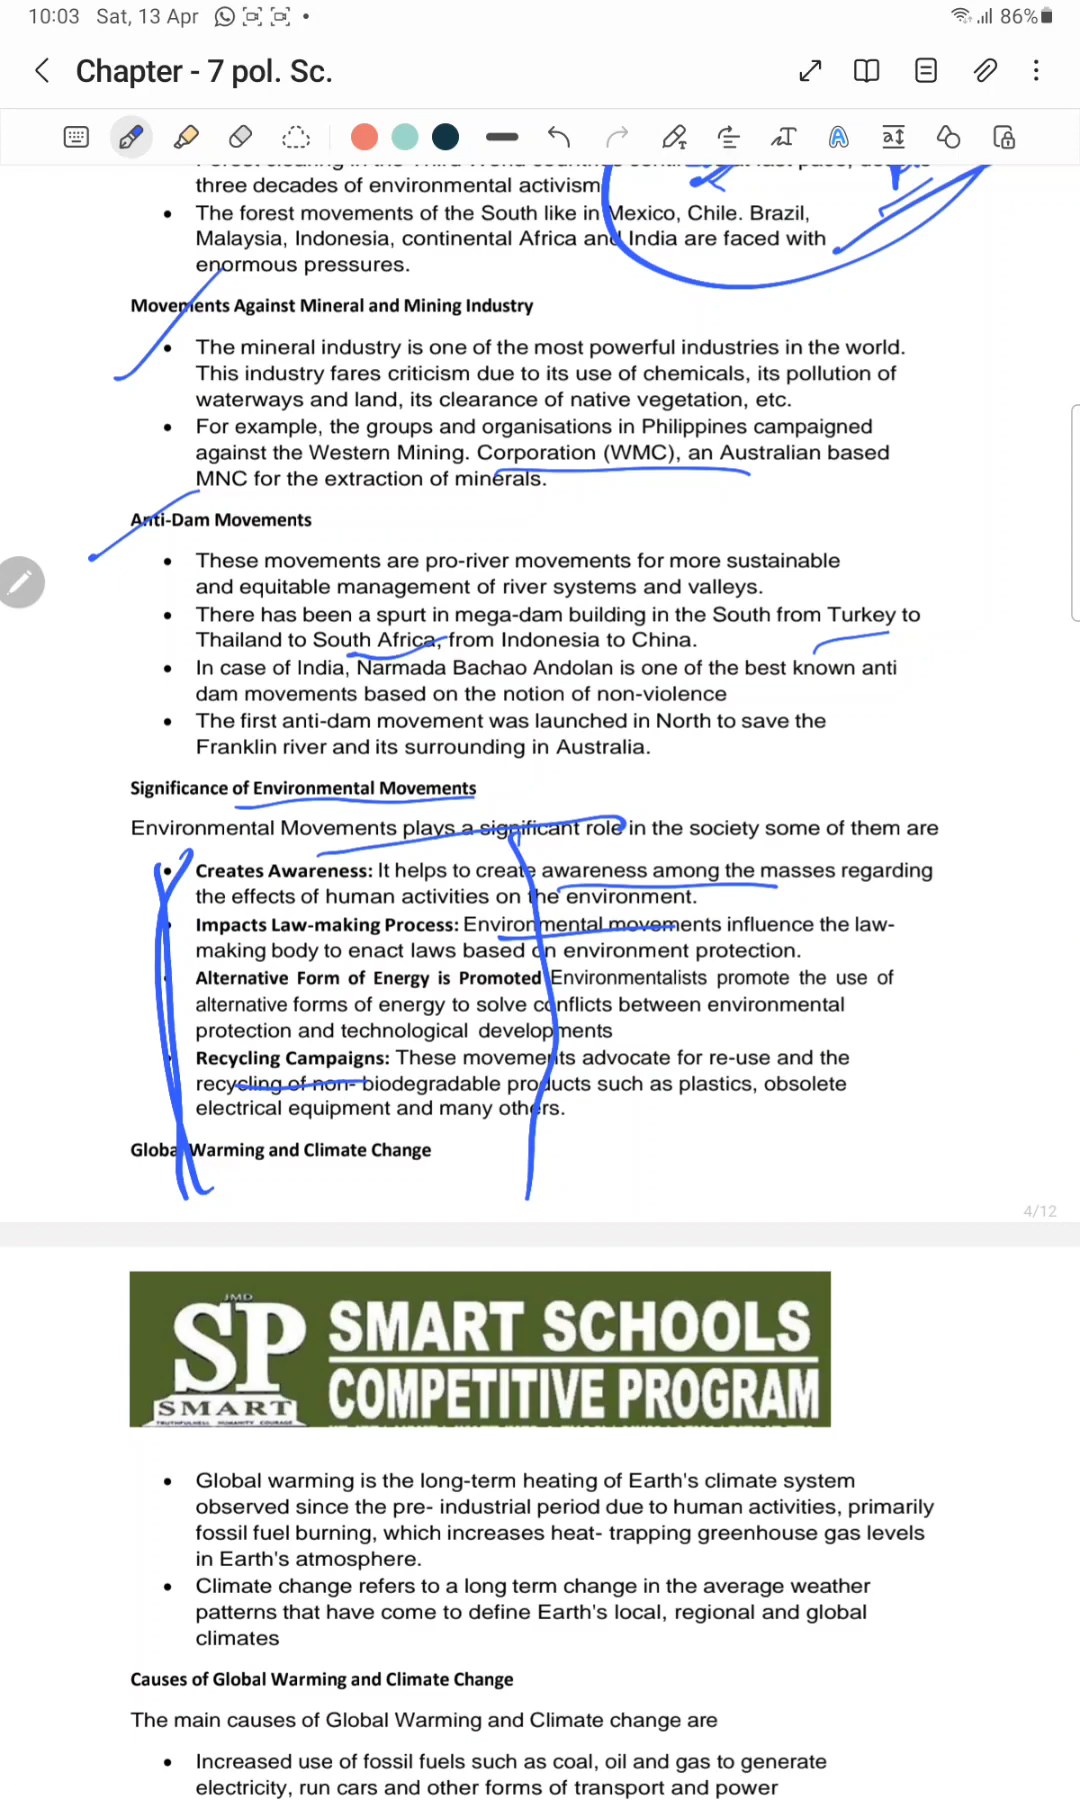 10:03 Sat, 13 Apr
86%
Chapter - 7 pol. Sc.
three decades of environmental activism
• The forest movements of the South like in Mexico, Chile. Brazil,
Malaysia, Indonesia, continental Africa and India are faced with
enormous pressures.
Movements Against Mineral and Mining Industry
• The mineral industry is one of the most powerful industries in the world.
This industry fares criticism due to its use of chemicals, its pollution of
waterways and land, its clearance of native vegetation, etc.
• For example, the groups and organisations in Philippines campaigned
against the Western Mining. Corporation (WMC), an Australian based
MNC for the extraction of minerals.
Anti-Dam Movements
• These movements are pro-river movements for more sustainable
and equitable management of river systems and valleys.
• There has been a spurt in mega-dam building in the South from Turkey to
Thailand to South Africa, from Indonesia to China.
• In case of India, Narmada Bachao Andolan is one of the best known anti
dam movements based on the notion of non-violence
• The first anti-dam movement was launched in North to save the
Franklin river and its surrounding in Australia.
Significance of Environmental Movements
Environmental Movements plays a significant role in the society some of them are
• Creates Awareness: It helps to create awareness among the masses regarding
the effects of human activities on the environment.
• Impacts Law-making Process: Environmental movements influence the law-
making body to enact laws based on environment protection.
• Alternative Form of Energy is Promoted Environmentalists promote the use of
alternative forms of energy to solve conflicts between environmental
protection and technological developments
• Recycling Campaigns: These movements advocate for re-use and the
recycling of non- biodegradable products such as plastics, obsolete
electrical equipment and many others.
Global Warming and Climate Change
4/12
JMD
SP
SMART
SMART SCHOOLS
COMPETITIVE PROGRAM
• Global warming is the long-term heating of Earth's climate system
observed since the pre- industrial period due to human activities, primarily
fossil fuel burning, which increases heat- trapping greenhouse gas levels
in Earth's atmosphere.
• Climate change refers to a long term change in the average weather
patterns that have come to define Earth's local, regional and global
climates
Causes of Global Warming and Climate Change
The main causes of Global Warming and Climate change are
• Increased use of fossil fuels such as coal, oil and gas to generate
electricity, run cars and other forms of transport and power